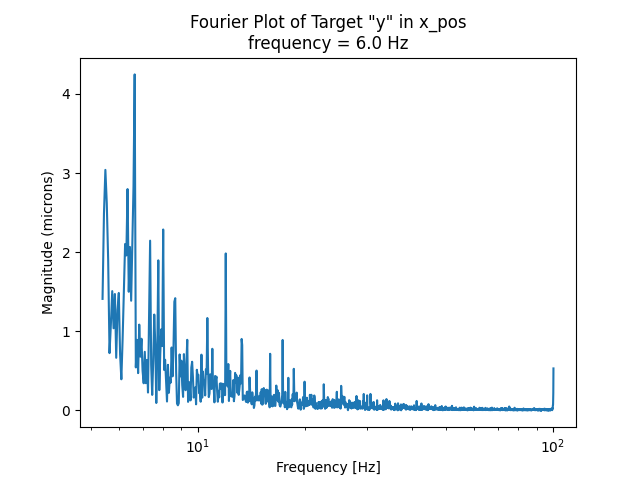 Fourier Plot of Target "y" in x_pos
frequency = 6.0 Hz
Magnitude (microns)
4
3
2
1
0
10¹
10²
Frequency [Hz]